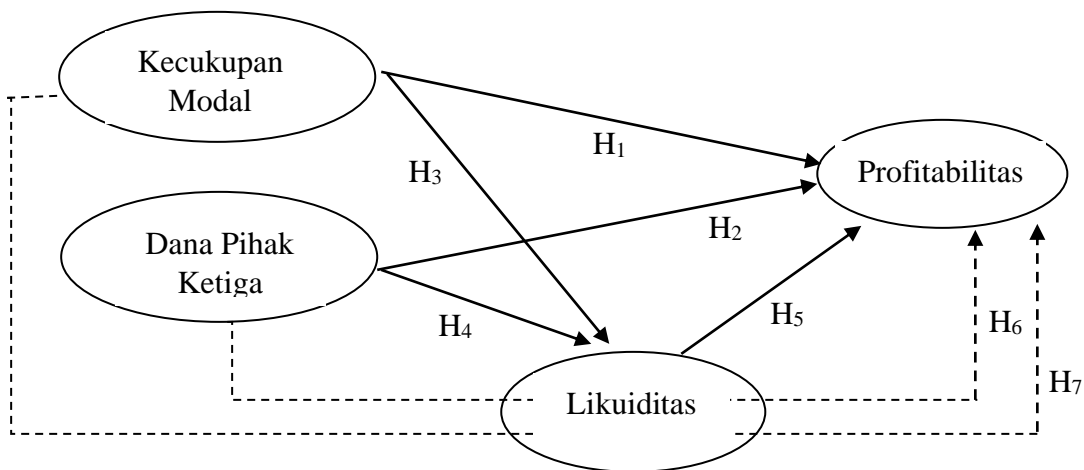 Kecukupan
Modal
H₁
Profitabilitas
H₃
H₂
Dana Pihak
Ketiga
H₄
H₅
H₆
H₇
Likuiditas